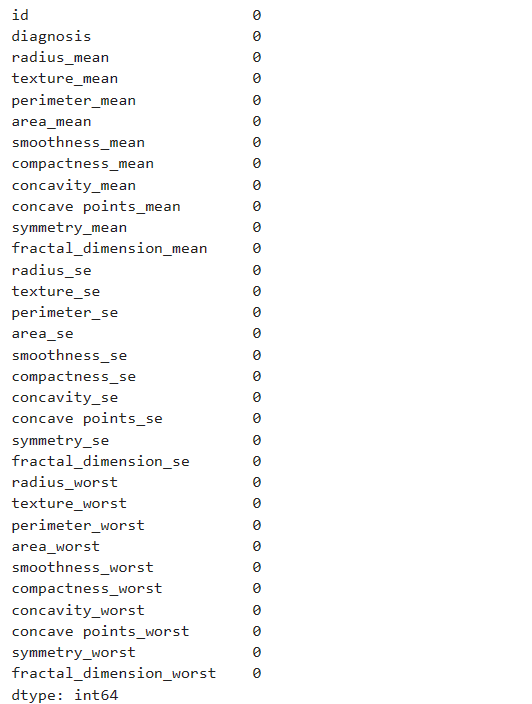 id 0
diagnosis 0
radius_mean 0
texture_mean 0
perimeter_mean 0
area_mean 0
smoothness_mean 0
compactness_mean 0
concavity_mean 0
concave points_mean 0
symmetry_mean 0
fractal_dimension_mean 0
radius_se 0
texture_se 0
perimeter_se 0
area_se 0
smoothness_se 0
compactness_se 0
concavity_se 0
concave points_se 0
symmetry_se 0
fractal_dimension_se 0
radius_worst 0
texture_worst 0
perimeter_worst 0
area_worst 0
smoothness_worst 0
compactness_worst 0
concavity_worst 0
concave points_worst 0
symmetry_worst 0
fractal_dimension_worst 0
dtype: int64